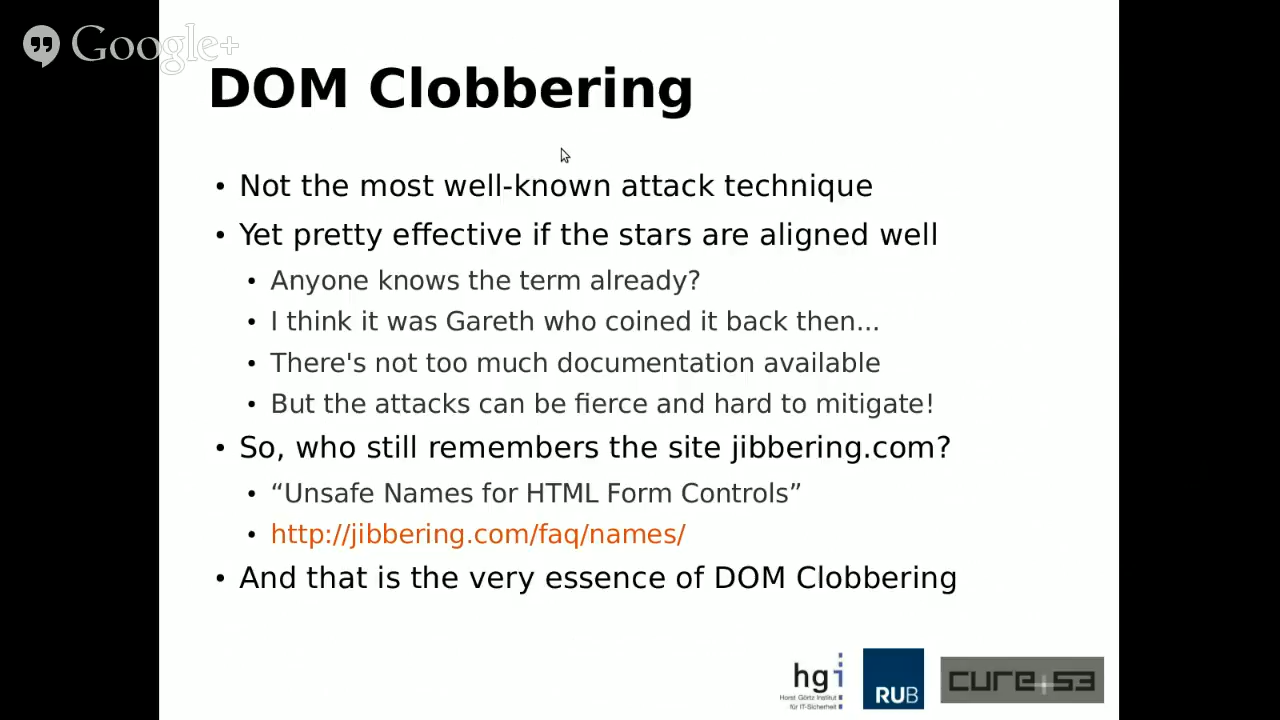 Google+
DOM Clobbering
• Not the most well-known attack technique
• Yet pretty effective if the stars are aligned well
• Anyone knows the term already?
• I think it was Gareth who coined it back then...
• There's not too much documentation available
• But the attacks can be fierce and hard to mitigate!
• So, who still remembers the site jibbering.com?
• “Unsafe Names for HTML Form Controls”
• http://jibbering.com/faq/names/
• And that is the very essence of DOM Clobbering
hgi
Horst Görtz Institut
für IT-Sicherheit
RUB
cure+53